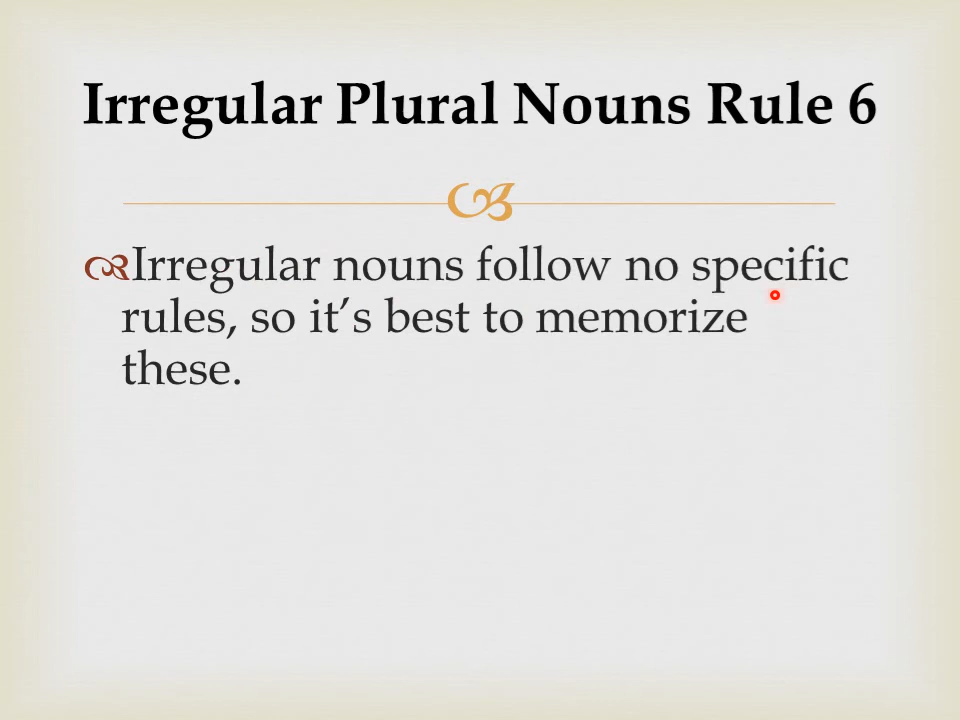 Irregular Plural Nouns Rule 6
Irregular nouns follow no specific
rules, so it’s best to memorize
these.